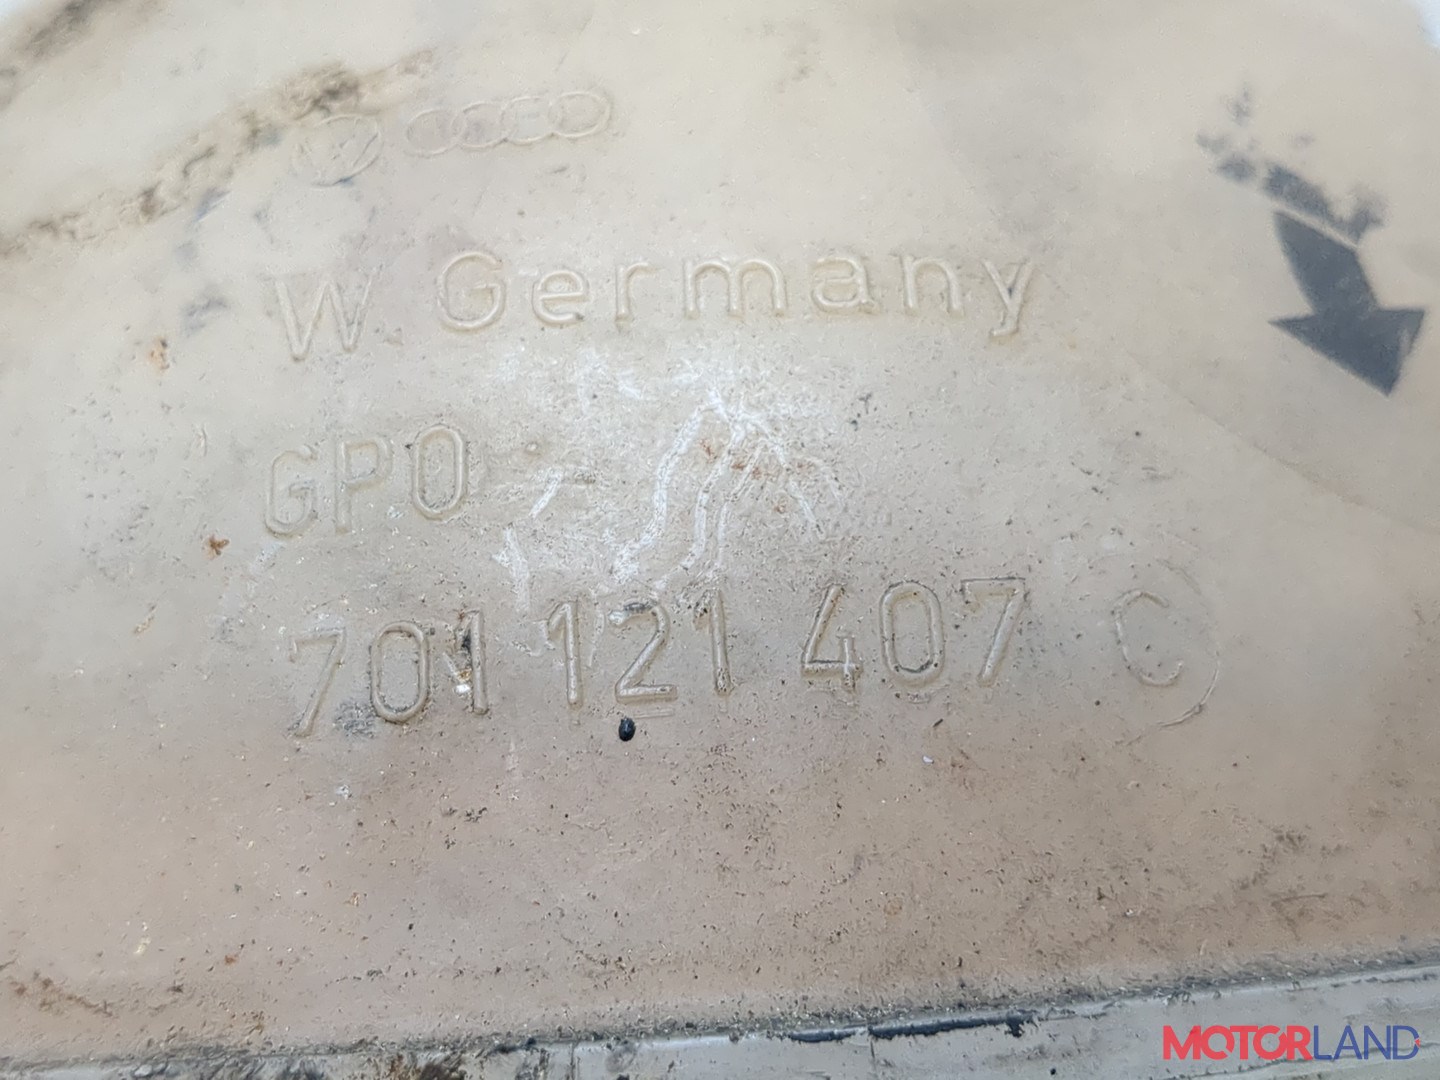 W Germany
GPO
701 121 407 C
MOTORLAND